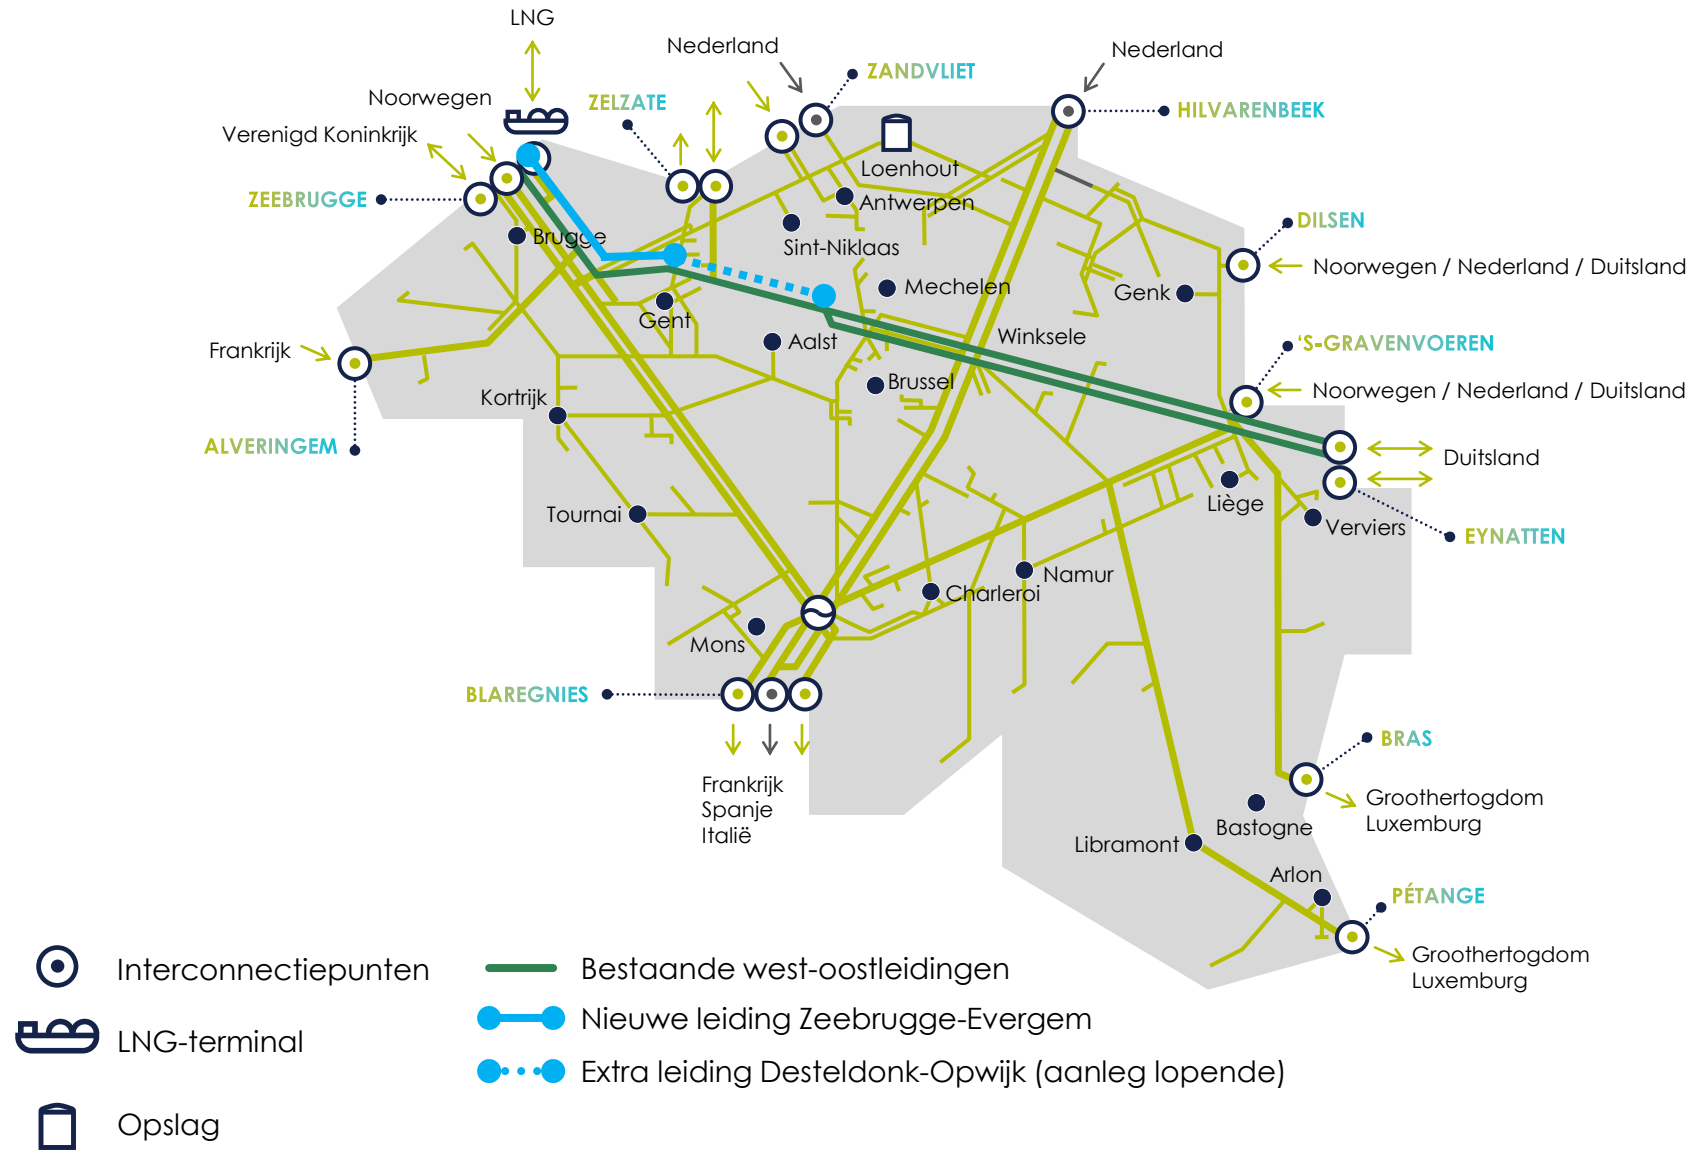 LNG
Nederland
Nederland
ZANDVLIET
Noorwegen
ZELZATE
HILVARENBEEK
Verenigd Koninkrijk
Loenhout
ZEEBRUGGE
Antwerpen
DILSEN
Brugge
Sint-Niklaas
Noorwegen / Nederland / Duitsland
Mechelen
Genk
Gent
Winksele
Aalst
'S-GRAVENVOEREN
Frankrijk
Brussel
Noorwegen / Nederland / Duitsland
Kortrijk
ALVERINGEM
Duitsland
Liège
Tournai
Verviers
EYNATTEN
Namur
Charleroi
Mons
BLAREGNIES
BRAS
Frankrijk
Spanje
Italië
Groothertogdom
Luxemburg
Bastogne
Libramont
Arlon
PÉTANGE
Groothertogdom
Luxemburg
Interconnectiepunten
Bestaande west-oostleidingen
Nieuwe leiding Zeebrugge-Evergem
LNG-terminal
Extra leiding Desteldonk-Opwijk (aanleg lopende)
Opslag